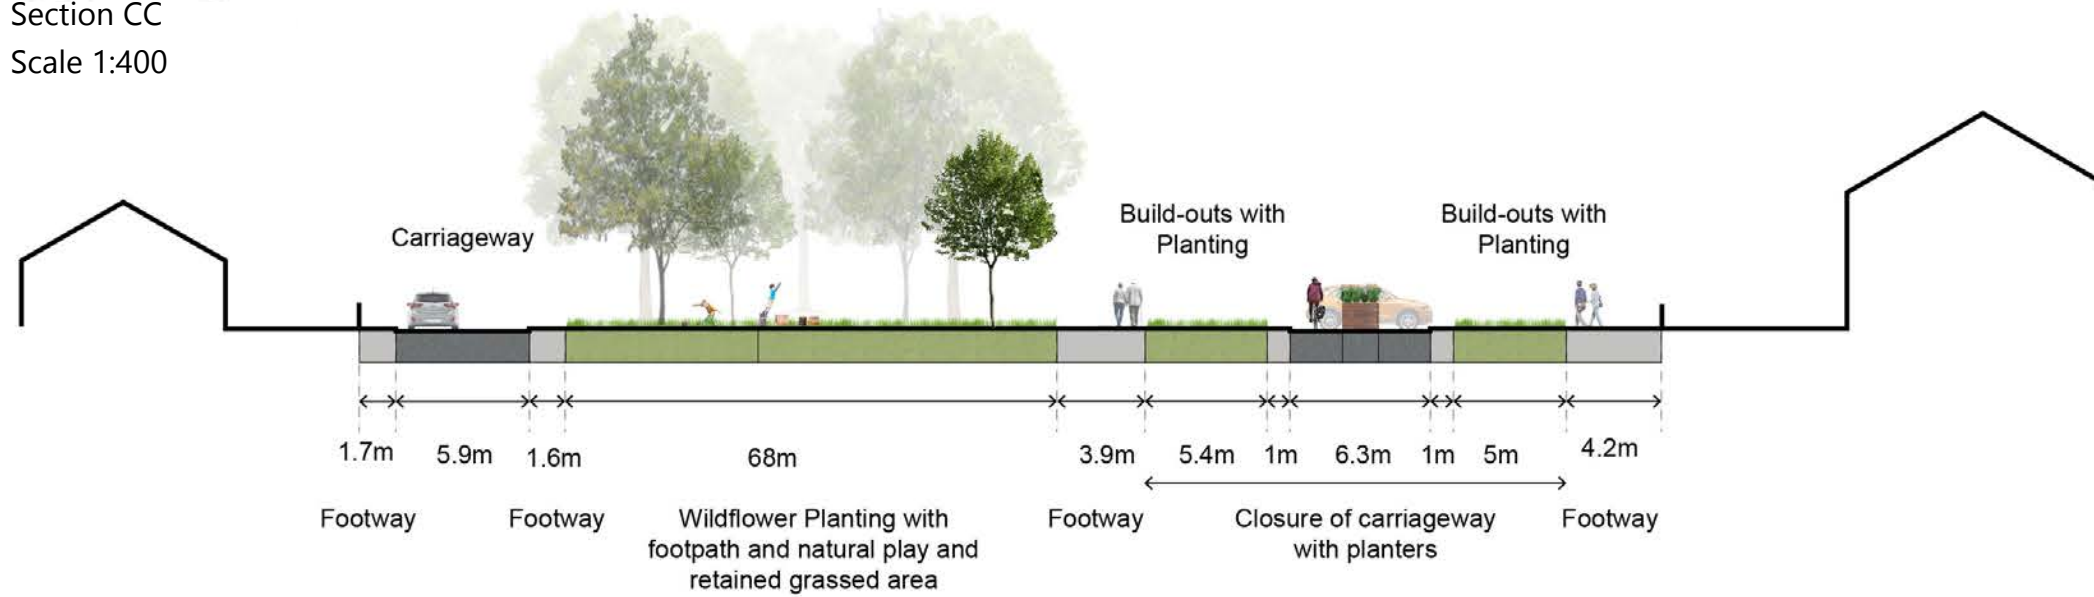 Section CC
Scale 1:400
Carriageway
Build-outs with
Planting
Build-outs with
Planting
1.7m 5.9m 1.6m 68m 3.9m 5.4m 1m 6.3m 1m 5m 4.2m
Footway
Footway
Wildflower Planting with
footpath and natural play and
retained grassed area
Footway
Closure of carriageway
with planters
Footway